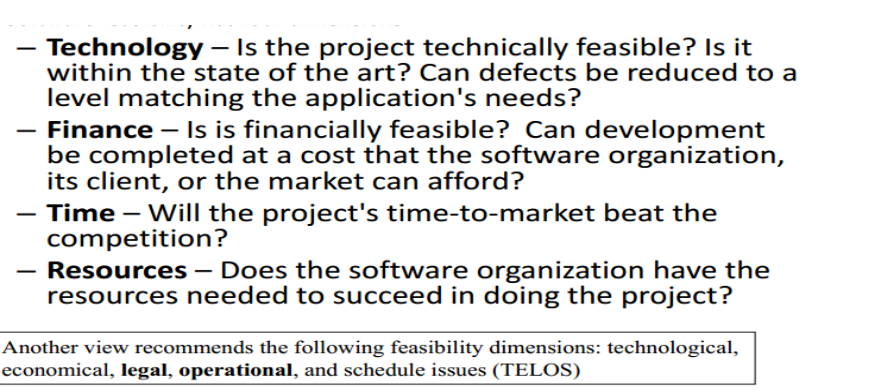 – Technology – Is the project technically feasible? Is it
within the state of the art? Can defects be reduced to a
level matching the application's needs?
– Finance – Is is financially feasible? Can development
be completed at a cost that the software organization,
its client, or the market can afford?
– Time – Will the project's time-to-market beat the
competition?
– Resources – Does the software organization have the
resources needed to succeed in doing the project?
Another view recommends the following feasibility dimensions: technological,
economical, legal, operational, and schedule issues (TELOS)